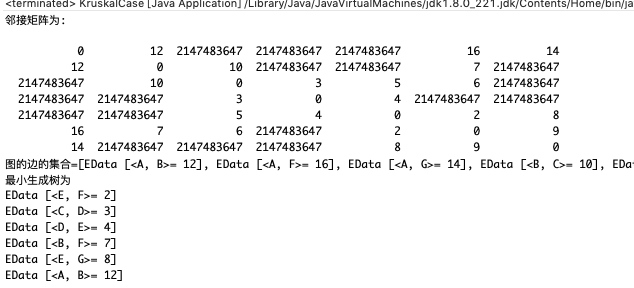 <terminated> KruskalCase [Java Application] /Library/Java/JavaVirtualMachines/jdk1.8.0_221.jdk/Contents/Home/bin/ja
邻接矩阵为:
0 12 2147483647 2147483647 2147483647 16 14
12 0 10 2147483647 2147483647 7 2147483647
2147483647 10 0 3 5 6 2147483647
2147483647 2147483647 3 0 4 2147483647 2147483647
2147483647 2147483647 5 4 0 2 8
16 7 6 2147483647 2 0 9
14 2147483647 2147483647 2147483647 8 9 0
图的边的集合=[EData [<A, B>= 12], EData [<A, F>= 16], EData [<A, G>= 14], EData [<B, C>= 10], EDa
最小生成树为
EData [<E, F>= 2]
EData [<C, D>= 3]
EData [<D, E>= 4]
EData [<B, F>= 7]
EData [<E, G>= 8]
EData [<A, B>= 12]